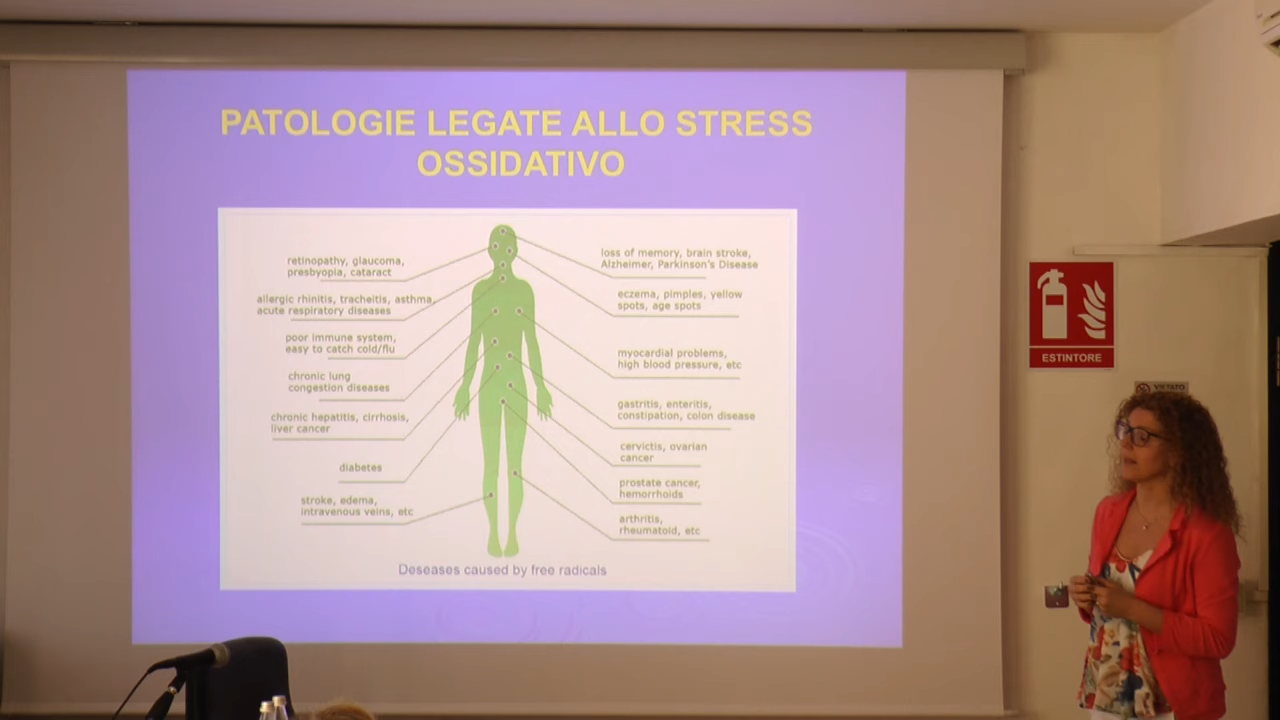 PATOLOGIE LEGATE ALLO STRESS
OSSIDATIVO
retinopathy, glaucoma,
presbyopia, cataract
allergic rhinitis, tracheitis, asthma,
acute respiratory diseases
poor immune system,
easy to catch cold/flu
chronic lung
congestion diseases
chronic hepatitis, cirrhosis,
liver cancer
diabetes
stroke, edema,
intravenous veins, etc
loss of memory, brain stroke,
Alzheimer, Parkinson's Disease
eczema, pimples, yellow
spots, age spots
myocardial problems,
high blood pressure, etc
gastritis, enteritis,
constipation, colon disease
cervictis, ovarian
cancer
prostate cancer,
hemorrhoids
arthritis,
rheumatoid, etc
Deseases caused by free radicals
ESTINTORE
VIETATO